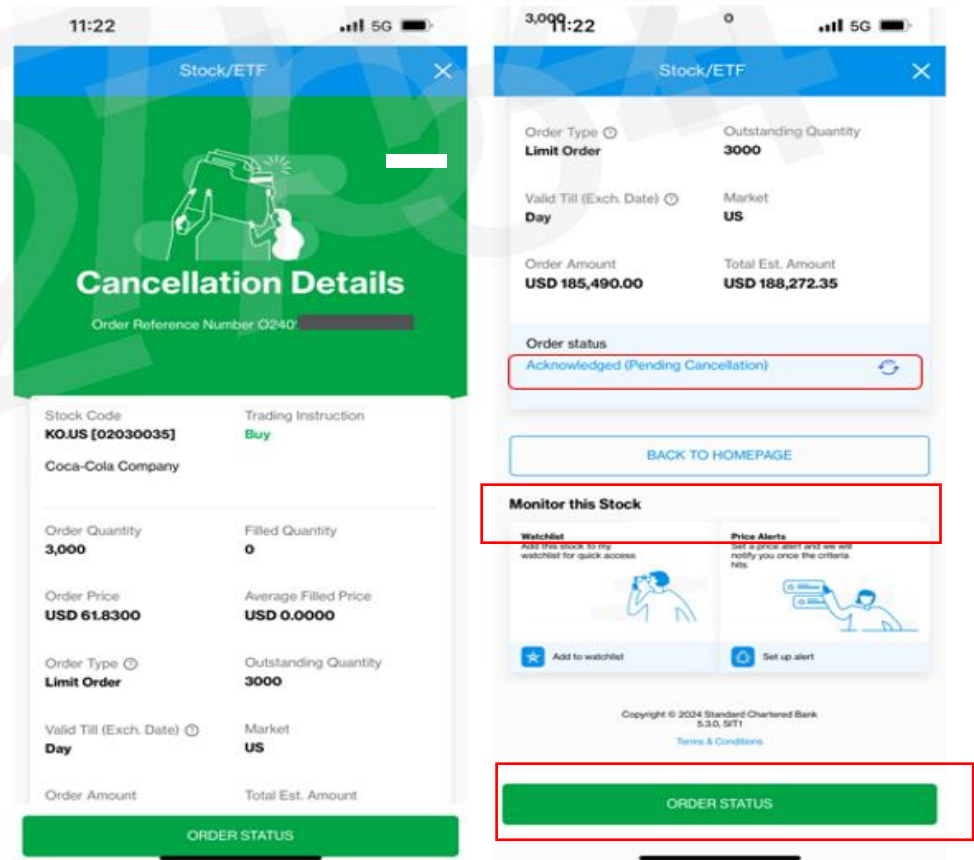 11:22
5G
Stock/ETF
Cancellation Details
Order Reference Number O240
Stock Code
Trading Instruction
KO.US [02030035]
Buy
Coca-Cola Company
Order Quantity
Filled Quantity
3,000
0
Order Price
Average Filled Price
USD 61.8300
USD 0.0000
Order Type
Outstanding Quantity
Limit Order
3000
Valid Till (Exch. Date)
Market
Day
US
Order Amount
Total Est. Amount
ORDER STATUS
3,000
0
11:22
5G
Stock/ETF
Order Type
Outstanding Quantity
Limit Order
3000
Valid Till (Exch. Date)
Market
Day
US
Order Amount
Total Est. Amount
USD 185,490.00
USD 188,272.35
Order status
Acknowledged (Pending Cancellation)
BACK TO HOMEPAGE
Monitor this Stock
Watchlist
Add this stock to my
watchlist for quick access
Price Alerts
Set a price alert and we will
notify you once the criteria
hits
Add to watchlist
Set up alert
Copyright © 2024 Standard Chartered Bank
5.3.0, SIT1
Terms & Conditions
ORDER STATUS